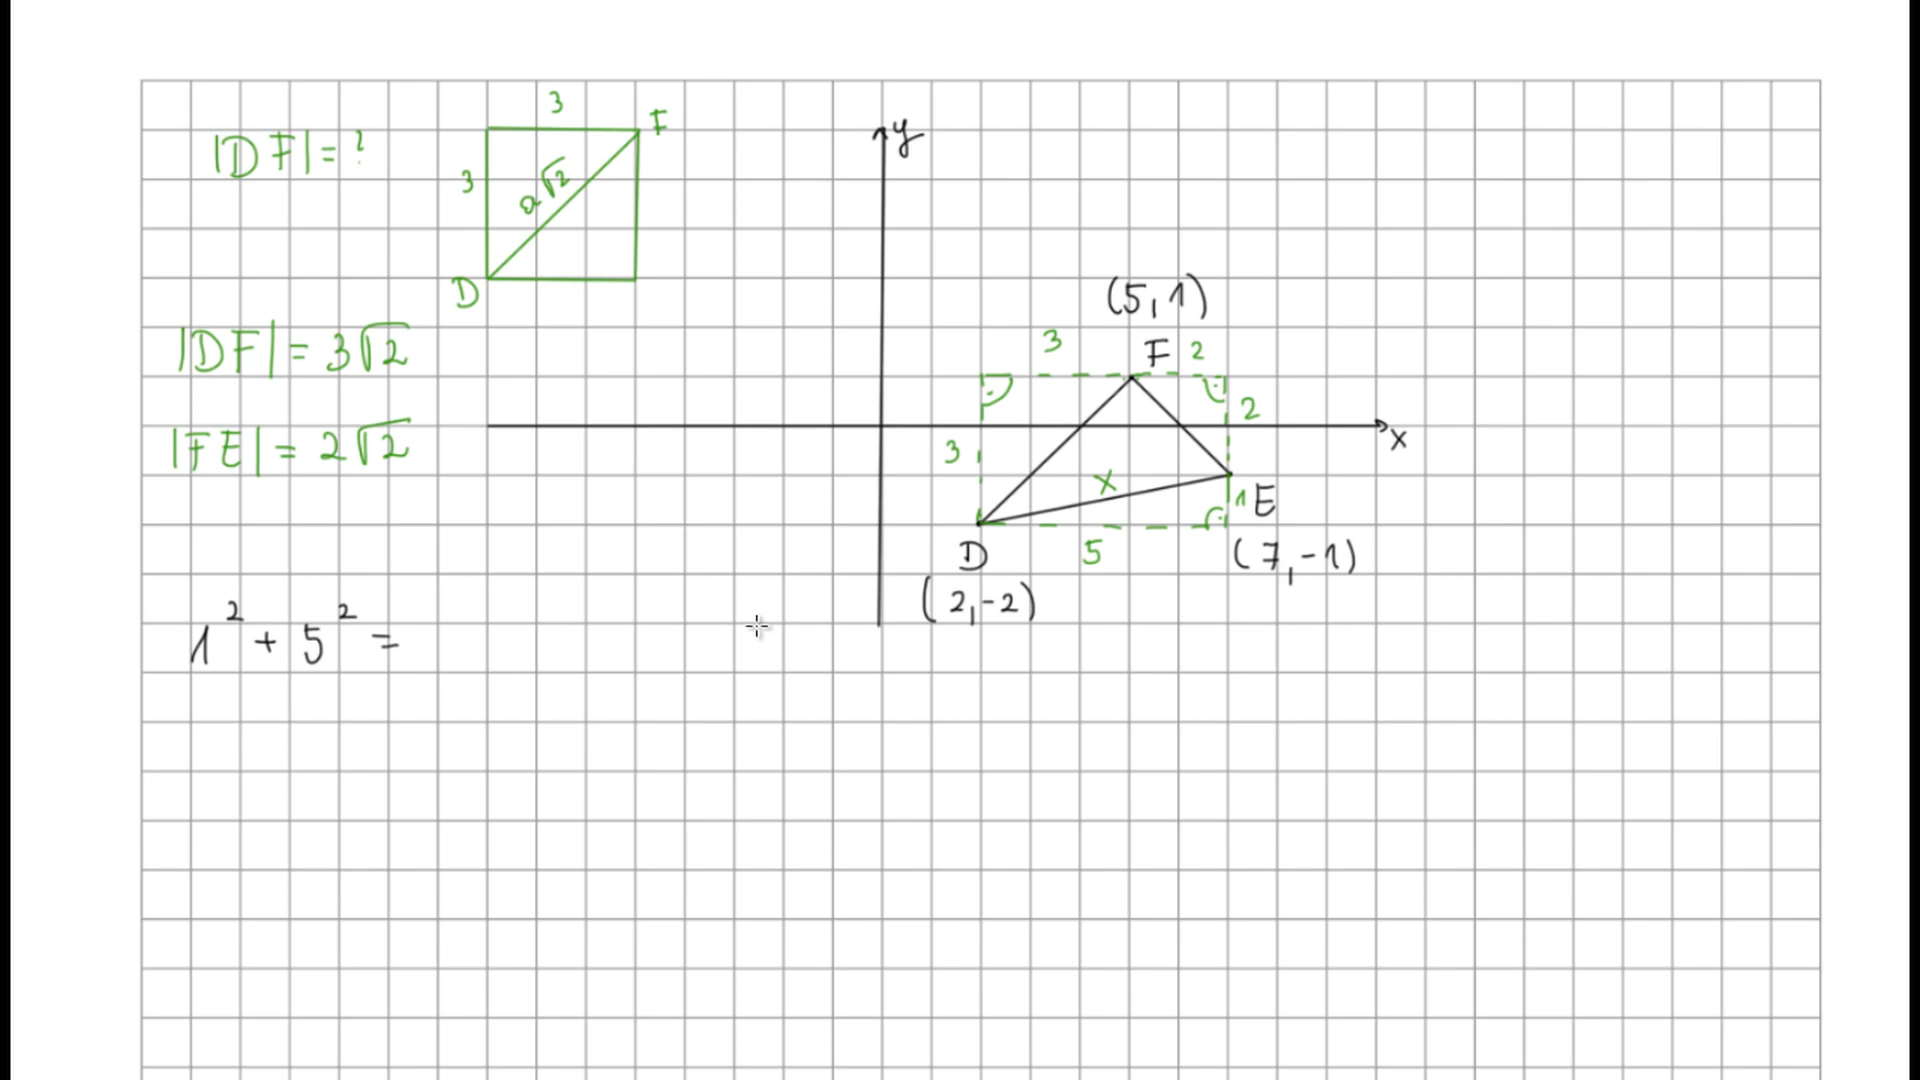 |DF| = ?
3
F
3
a√2
D
|DF| = 3√2
|FE| = 2√2
1² + 5² =
y
(5,1)
3
F
2
2
x
3
x
1
E
D
5
(7,-1)
(2,-2)